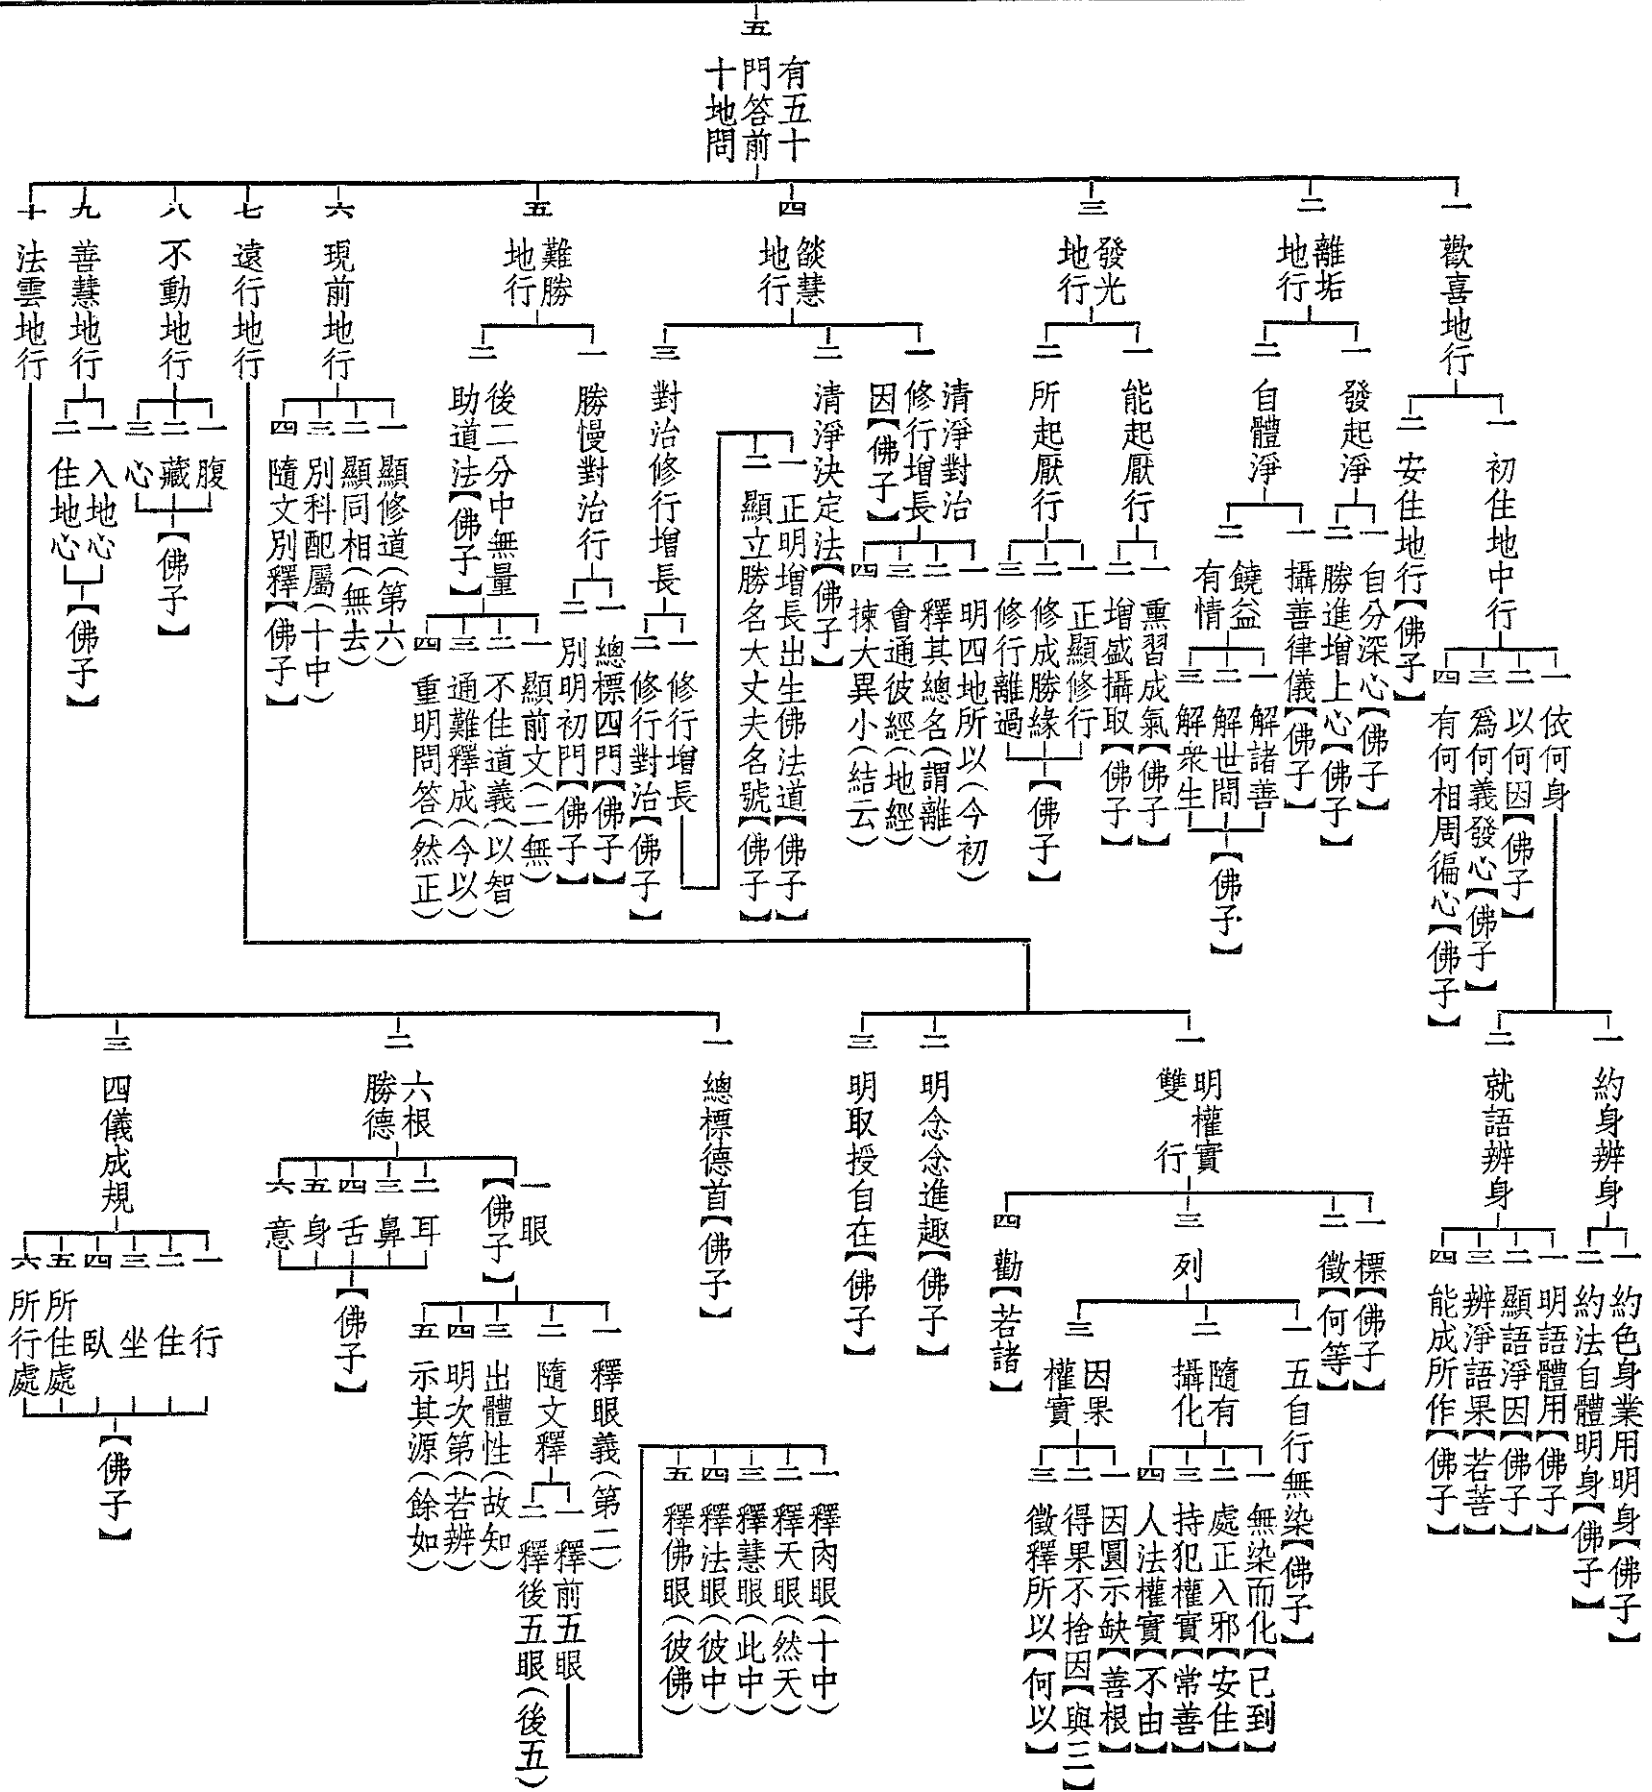 五 有五十門答前十地問
一 歡喜地行
一 初住地中行
一 依何身
一 約身辨身
一 約色身業用明身【佛子】
二 約法自體明身【佛子】
二 就語辨身
一 明語體用【佛子】
二 顯語淨因【佛子】
三 辨淨語果【若菩】
四 能成所作【佛子】
二 以何因【佛子】
三 爲何義發心【佛子】
四 有何相周徧心【佛子】
二 安住地行【佛子】
二 離垢地行
一 發起淨
一 自分深心【佛子】
二 勝進增上心【佛子】
二 自體淨
一 攝善律儀【佛子】
二 饒益有情
一 解諸善
二 解世間
三 解衆生
【佛子】
三 發光地行
一 能起厭行
一 熏習成氣【佛子】
二 增盛攝取【佛子】
二 所起厭行
一 正顯修行
二 修成勝緣
三 修行離過
【佛子】
四 燄慧地行
一 清淨對治修行增長因【佛子】
一 明四地所以(今初)
二 釋其總名(謂離)
三 會通彼經(地經)
四 揀大異小(結云)
二 清淨決定法【佛子】
三 對治修行增長
一 修行增長
一 正明增長出生佛法道【佛子】
二 顯立勝名大丈夫名號【佛子】
二 修行對治【佛子】
五 難勝地行
一 勝慢對治行
一 總標四門【佛子】
二 別明初門【佛子】
二 後二分中無量助道法【佛子】
一 顯前文(二無)
二 不住道義(以智)
三 通難釋成(今以)
四 重明問答(然正)
六 現前地行
一 顯修道(第六)
二 顯同相(無去)
三 別科配屬(十中)
四 隨文別釋【佛子】
七 遠行地行
一 明權實雙行
一 標【佛子】
二 徵【何等】
三 列
一 五自行無染【佛子】
二 隨有攝化
一 無染而化【已到】
二 處正入邪【安住】
三 持犯權實【常善】
四 人法權實【不由】
三 因果權實
一 因圓示缺【善根】
二 得果不捨因【與三】
三 徵釋所以【何以】
四 勸【若諸】
二 明念念進趣【佛子】
三 明取授自在【佛子】
八 不動地行
一 腹
二 藏
三 心
【佛子】
九 善慧地行
一 入地心
二 住地心
【佛子】
十 法雲地行
一 總標德首【佛子】
二 六根勝德
一 眼【佛子】
一 釋眼義(第二)
二 隨文釋
一 釋前五眼
一 釋肉眼(十中)
二 釋天眼(然天)
三 釋慧眼(此中)
四 釋法眼(彼中)
五 釋佛眼(彼佛)
二 釋後五眼(後五)
三 出體性(故知)
四 明次第(若辨)
五 示其源(餘如)
二 耳
三 鼻
四 舌
五 身
六 意
【佛子】
三 四儀成規
一 行
二 住
三 坐
四 臥
五 所住處
六 所行處
【佛子】